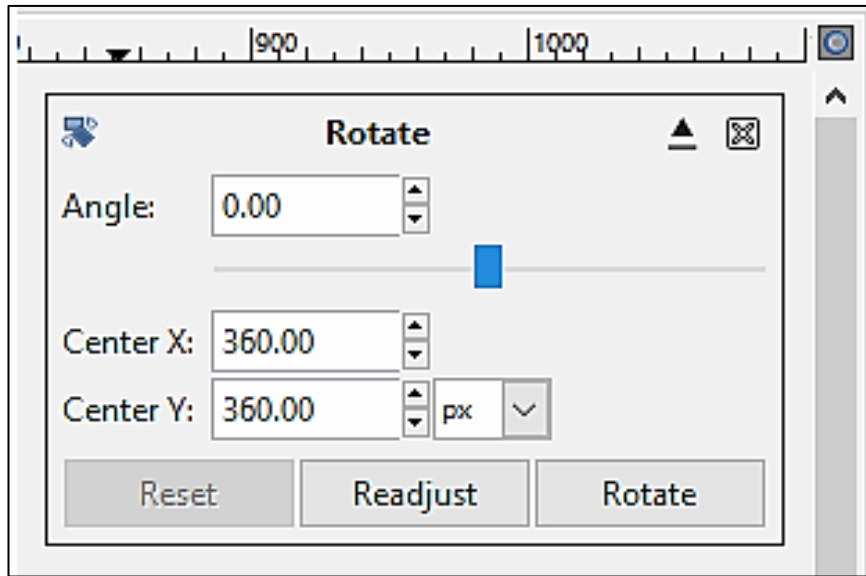 900 1000
Rotate
Angle: 0.00
Center X: 360.00
Center Y: 360.00 px
Reset Readjust Rotate